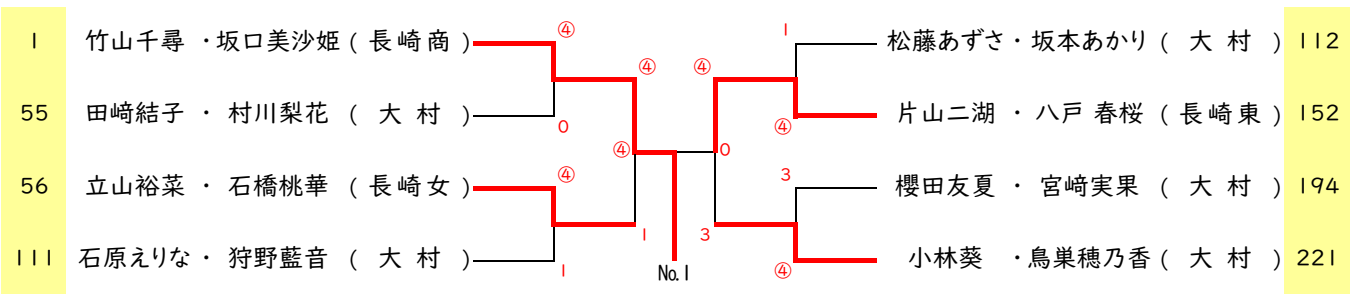 1 竹山千尋 ・坂口美沙姫 ( 長崎商 ) ④ 1 松藤あずさ・坂本あかり ( 大 村 ) 112
④ ④
55 田﨑結子 ・ 村川梨花 ( 大 村 ) 0 ④ 片山二湖 ・ 八戸 春桜 ( 長崎東 ) 152
④ 0
56 立山裕菜 ・ 石橋桃華 ( 長崎女 ) ④ 3 櫻田友夏 ・ 宮﨑実果 ( 大 村 ) 194
1 3
111 石原えりな ・ 狩野藍音 ( 大 村 ) 1 No.1 ④ 小林葵 ・鳥巣穂乃香 ( 大 村 ) 221